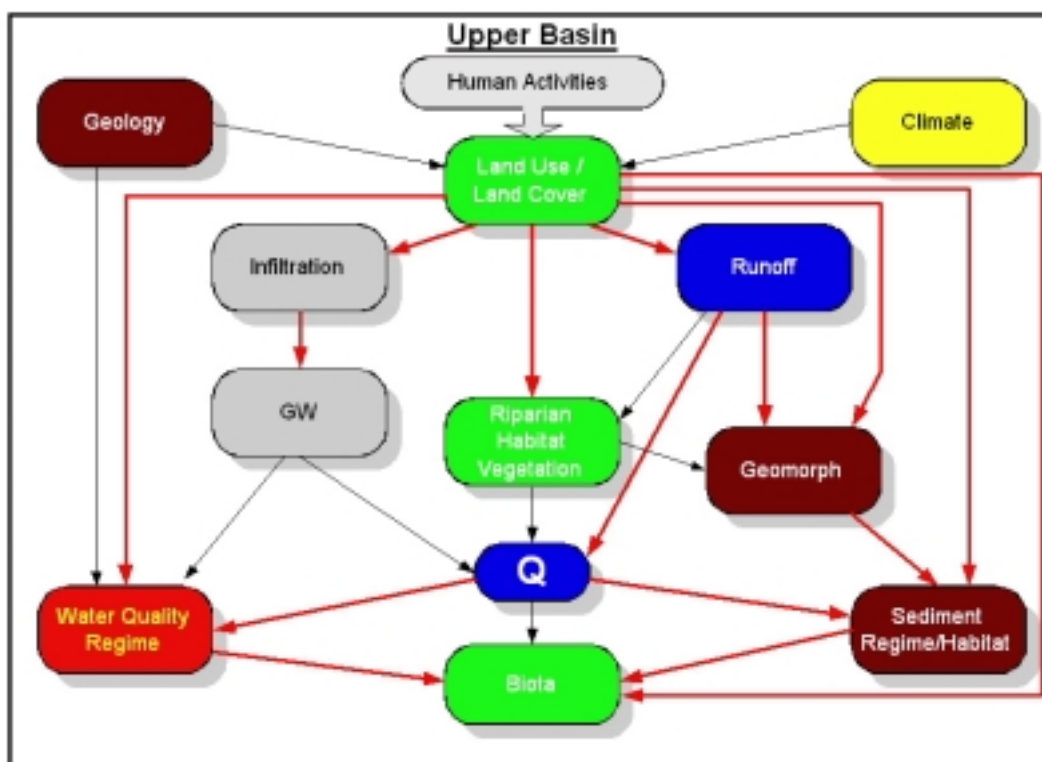 Upper Basin
Human Activities
Geology
Climate
Land Use /
Land Cover
Infiltration
Runoff
GW
Riparian
Habitat
Vegetation
Geomorph
Q
Water Quality
Regime
Sediment
Regime/Habitat
Biota